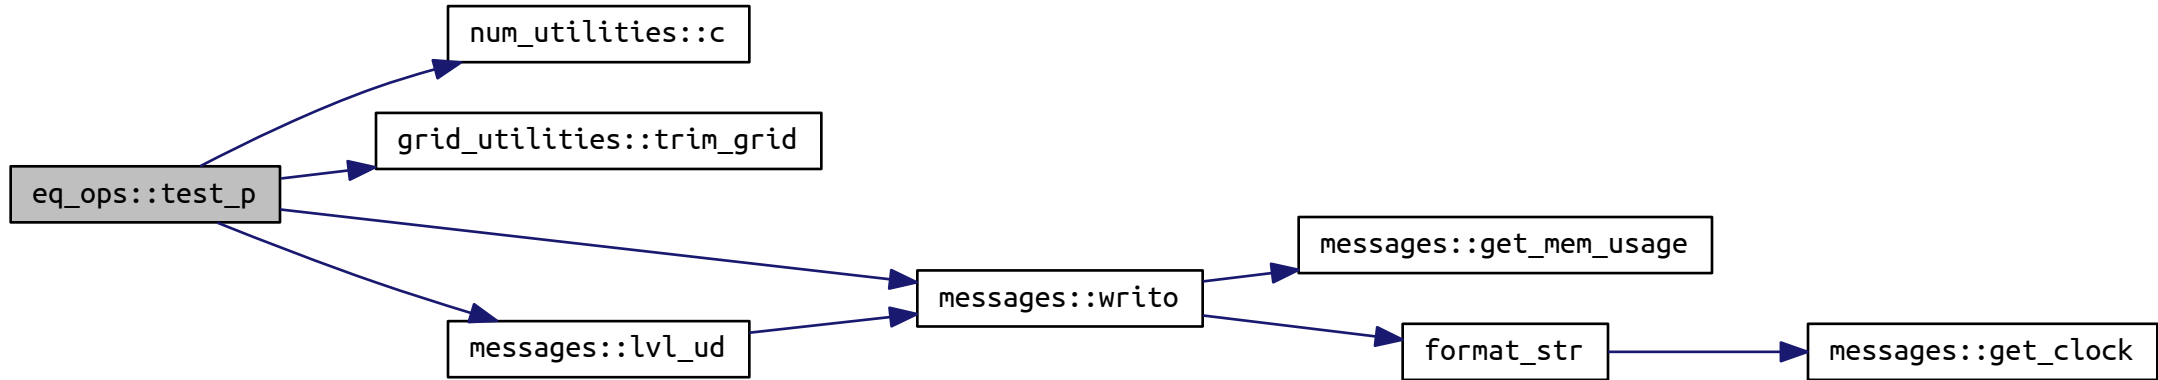 num_utilities::c
grid_utilities::trim_grid
eq_ops::test_p
messages::get_mem_usage
messages::writo
messages::lvl_ud
format_str
messages::get_clock